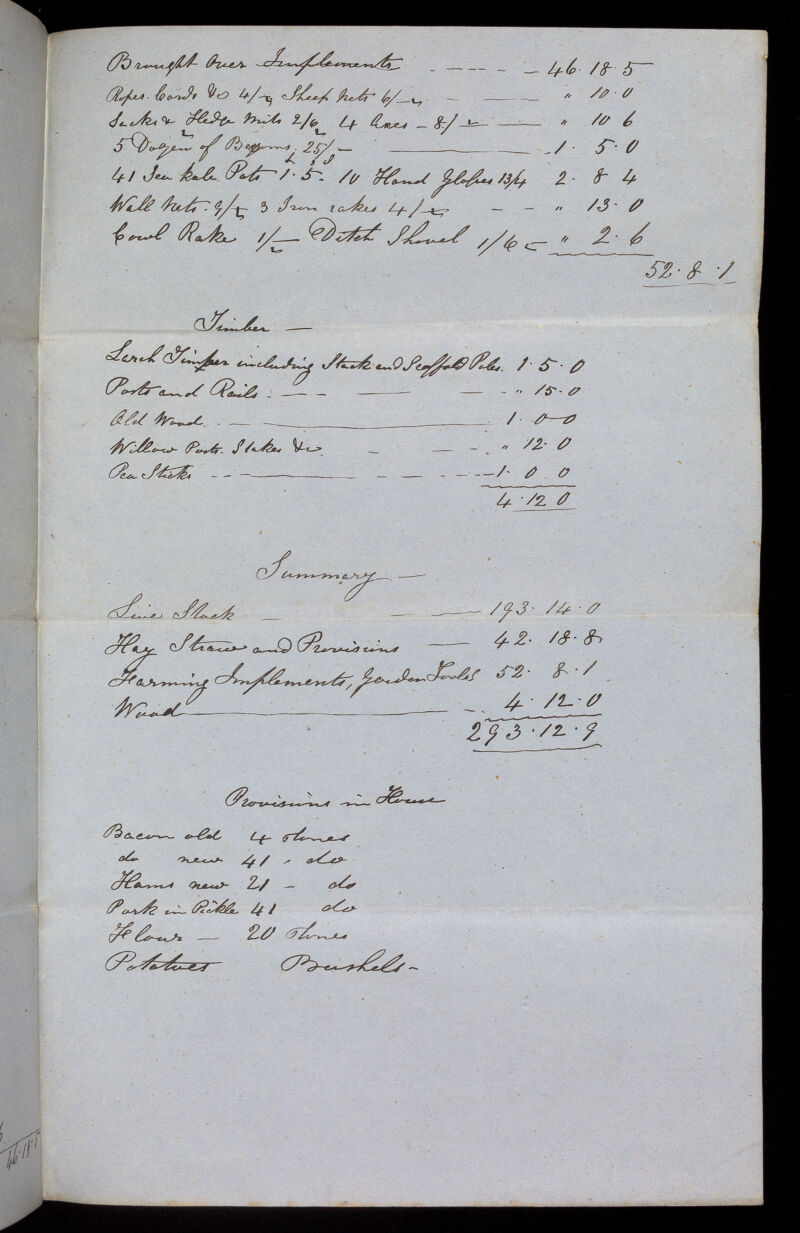 Brought Over Implements - - - - - 46.18.5
Ropes. Cords &c 4/- Sheep Nets 6/- - - " 10.0
Sacks & Hedge Mits 2/6 4 Axes - 8/- - " 10 6
5 Dozen of Bessoms 25/- - 1. 5.0
41 Sea kale Pots £1.5s.d 10 Hand Glasses 13/4 2. 8 4
Wall Nets. 9/- 3 Iron rakes 4/- - - " 13.0
Cowl Rake 1/- Ditch Shovel 1/6 - " 2.6
52.8.1
Timber -
Larch Timber including Stack and Scaffold Poles. 1.5.0
Posts and Rails. - - - - - " 15.0
Old Wood. - - 1.0-0
Willow Posts. Stakes &c. - - - " 12.0
Pea Sticks - - - - - 1. 0 0
4.12 0
Summary -
Live Stock - - 193.14.0
Hay Straw and Provisions - 42.18.8
Farming Implements, Garden Tools 52.8.1
Wood - 4.12.0
293.12.9
Provisions in House
Bacon old 4 Stones
do new 41 - do
Hams new 21 - do
Pork in Pickle 41 do
Flour - 20 Stones
Potatoes Bushels -
46.18.5